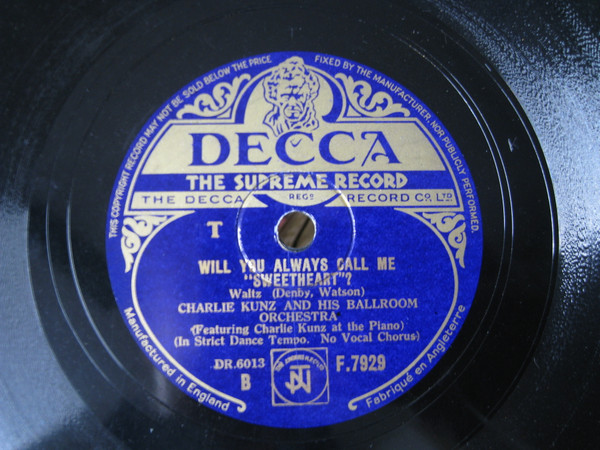 THIS COPYRIGHT RECORD MAY NOT BE SOLD BELOW THE PRICE FIXED BY THE MANUFACTURER, NOR PUBLICLY PERFORMED.
DECCA
THE SUPREME RECORD
THE DECCA REGD RECORD CO. LTD
T
WILL YOU ALWAYS CALL ME
"SWEETHEART"?
Waltz (Denby, Watson)
CHARLIE KUNZ AND HIS BALLROOM
ORCHESTRA
(Featuring Charlie Kunz at the Piano)
(In Strict Dance Tempo. No Vocal Chorus)
DR.6013 F.7929
B
Manufactured in England
Fabriqué en Angleterre